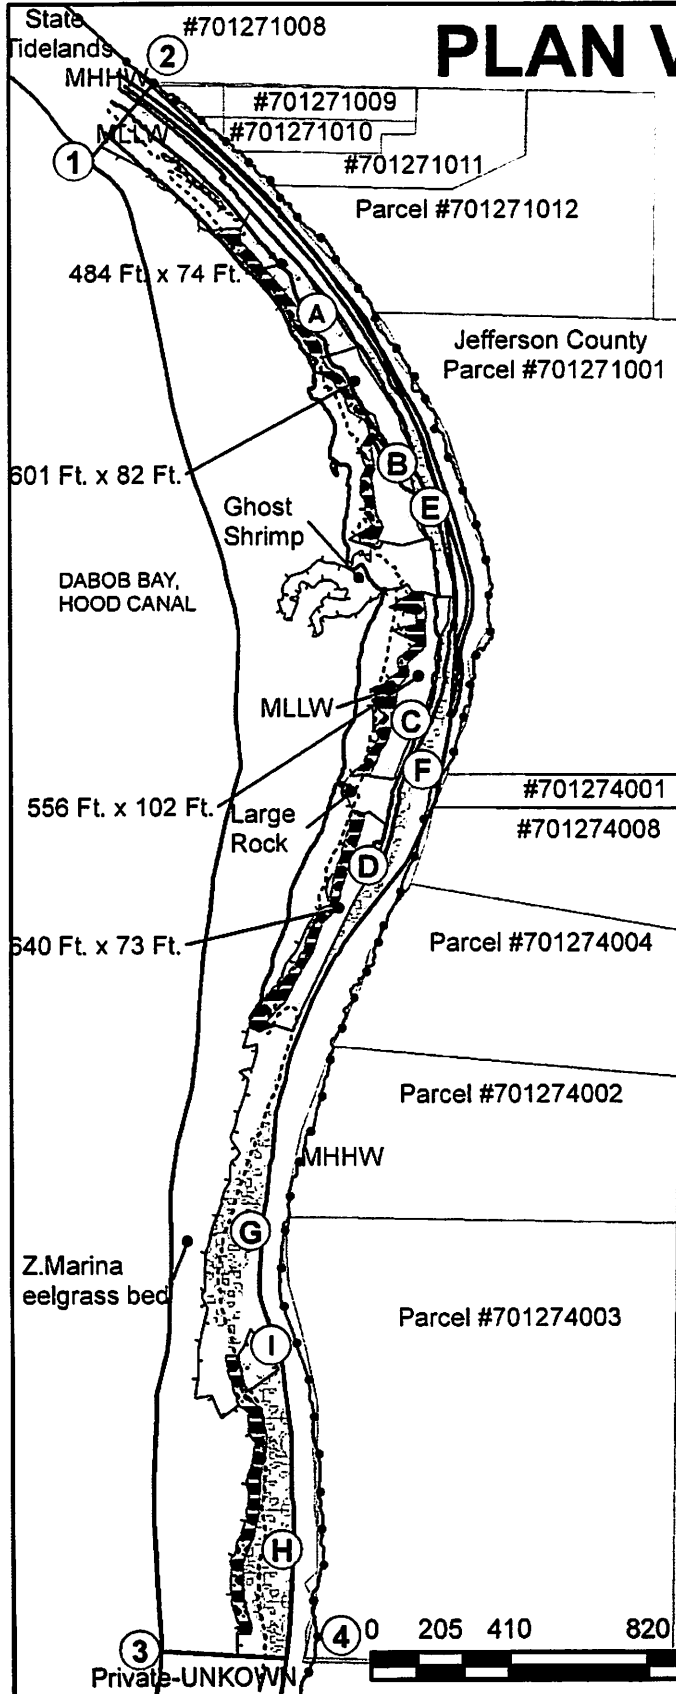 State
Tidelands
#701271008
PLAN V
2
MHHW
MLLW
1
#701271009
#701271010
#701271011
Parcel #701271012
484 Ft. x 74 Ft.
A
Jefferson County
Parcel #701271001
601 Ft. x 82 Ft.
B
E
Ghost
Shrimp
DABOB BAY,
HOOD CANAL
MLLW
C
F
556 Ft. x 102 Ft.
Large
Rock
#701274001
#701274008
D
640 Ft. x 73 Ft.
Parcel #701274004
Parcel #701274002
MHHW
G
Z.Marina
eelgrass bed
Parcel #701274003
I
H
3
4
0 205 410 820
Private-UNKOWN